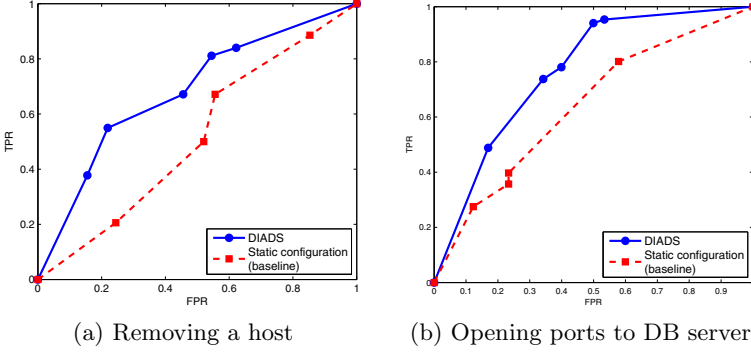 1
0.8
0.6
0.4
0.2
0
TPR
0 0.2 0.4 0.6 0.8 1
FPR
DIADS
Static configuration
(baseline)
(a) Removing a host
1
0.8
0.6
0.4
0.2
0
TPR
0 0.1 0.2 0.3 0.4 0.5 0.6 0.7 0.8 0.9
FPR
DIADS
Static configuration
(baseline)
(b) Opening ports to DB server